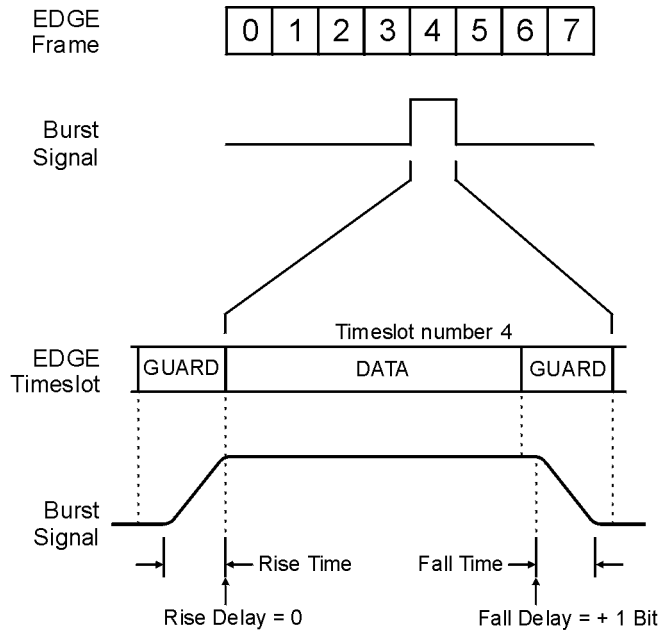 EDGE
Frame
0 1 2 3 4 5 6 7
Burst
Signal
Timeslot number 4
EDGE
Timeslot
GUARD DATA GUARD
Burst
Signal
Rise Time Fall Time
Rise Delay = 0 Fall Delay = + 1 Bit